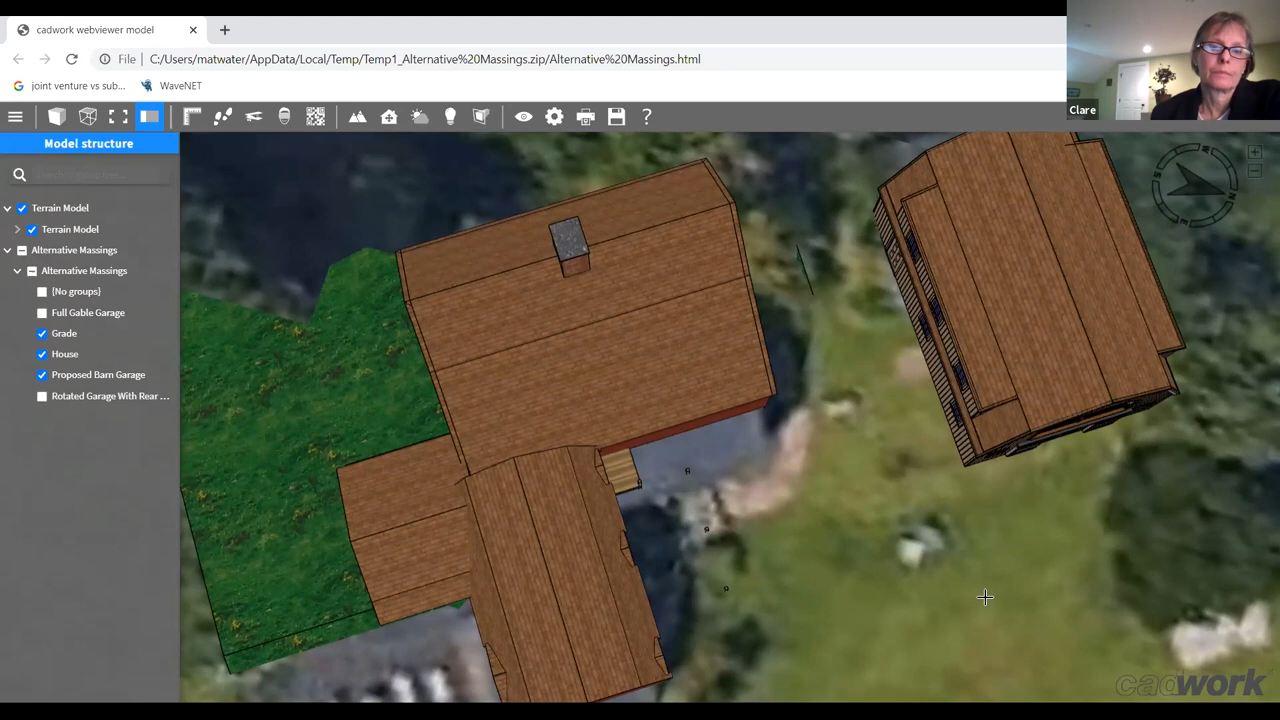 cadwork webviewer model
File C:/Users/matwater/AppData/Local/Temp/Temp1_Alternative%20Massings.zip/Alternative%20Massings.html
joint venture vs sub... WaveNET
Clare
Model structure
Terrain Model
Terrain Model
Alternative Massings
Alternative Massings
{No groups}
Full Gable Garage
Grade
House
Proposed Barn Garage
Rotated Garage With Rear ...
cadwork